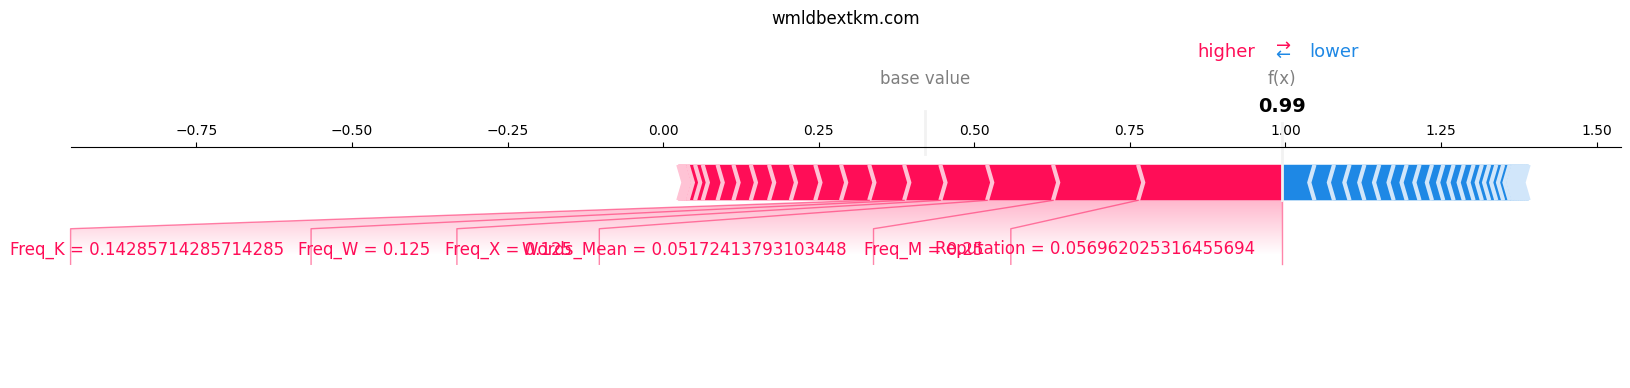 wmldbextkm.com
higher ⇄ lower
base value f(x)
0.99
−0.75 −0.50 −0.25 0.00 0.25 0.50 0.75 1.00 1.25 1.50
Freq_K = 0.14285714285714285 Freq_W = 0.125 Freq_X = 0.125 Words_Mean = 0.05172413793103448 Freq_M = 0.25 Reputation = 0.056962025316455694